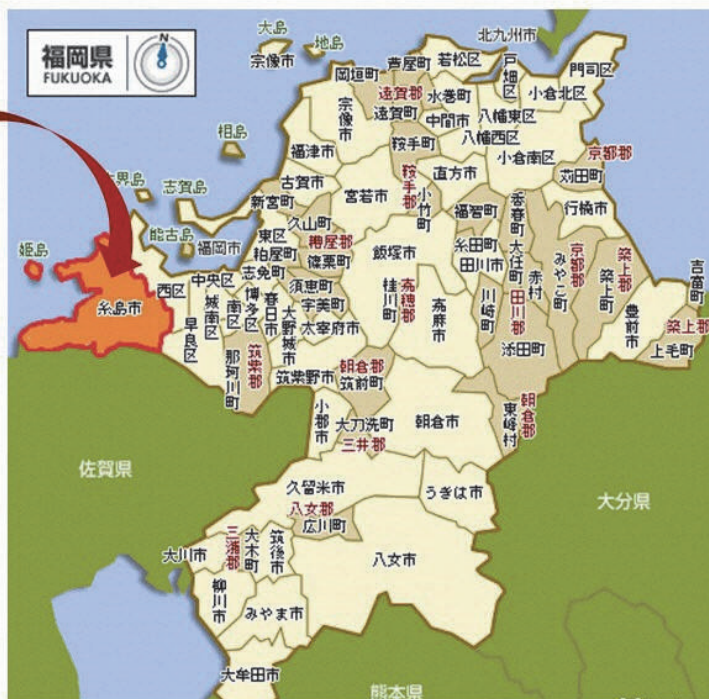 福岡県
FUKUOKA
大島
地島
宗像市
北九州市
岡垣町
芦屋町
若松区
戸畑区
門司区
小倉北区
遠賀郡
水巻町
遠賀町
中間市
八幡東区
八幡西区
宗像市
鞍手町
小倉南区
京都郡
苅田町
相島
福津市
古賀市
宮若市
鞍手郡
小竹町
直方市
行橋市
志賀島
新宮町
福智町
香春町
能古島
福岡市
久山町
東区
粕屋町
糟屋郡
篠栗町
志免町
飯塚市
糸田町
田川市
大任町
赤村
みやこ町
京都郡
築上郡
築上町
吉富町
姫島
糸島市
西区
中央区
城南区
早良区
南区
博多区
春日市
大野城市
須恵町
宇美町
太宰府市
桂川町
嘉穂郡
嘉麻市
川崎町
田川郡
添田町
豊前市
築上郡
上毛町
那珂川町
筑紫郡
筑紫野市
朝倉郡
筑前町
小郡市
大刀洗町
三井郡
朝倉市
東峰村
朝倉郡
佐賀県
大分県
久留米市
うきは市
八女郡
広川町
大川市
三潴郡
大木町
筑後市
八女市
柳川市
みやま市
大牟田市
熊本県